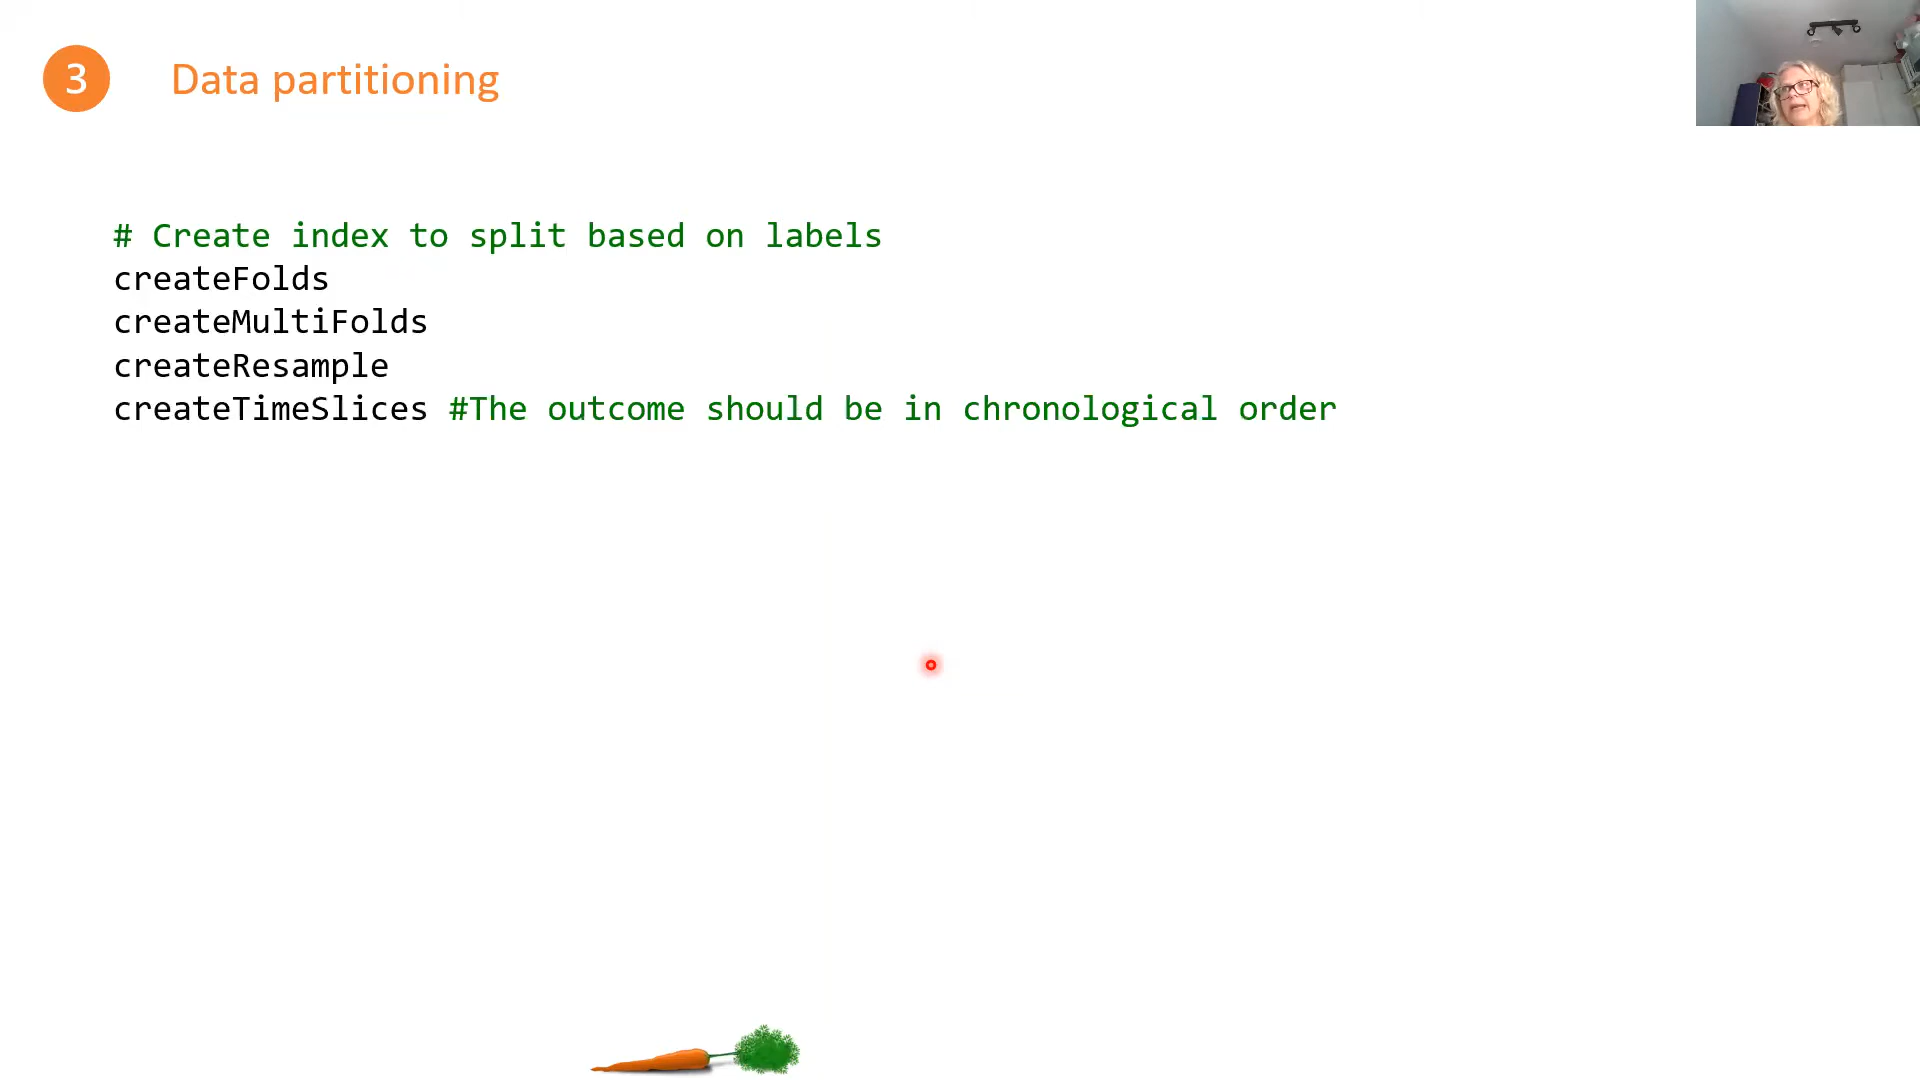 3 Data partitioning
# Create index to split based on labels
createFolds
createMultiFolds
createResample
createTimeSlices #The outcome should be in chronological order